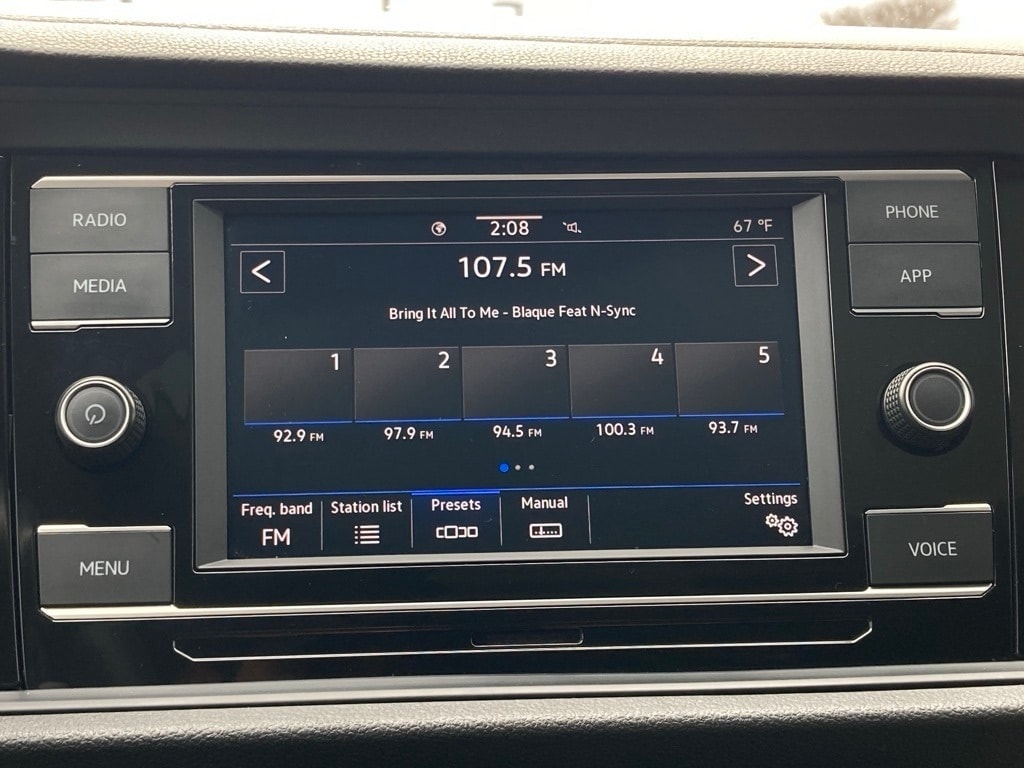 RADIO
MEDIA
MENU
2:08
67 °F
<
107.5 FM
>
Bring It All To Me - Blaque Feat N-Sync
1 2 3 4 5
92.9 FM 97.9 FM 94.5 FM 100.3 FM 93.7 FM
Freq. band Station list Presets Manual Settings
FM
PHONE
APP
VOICE